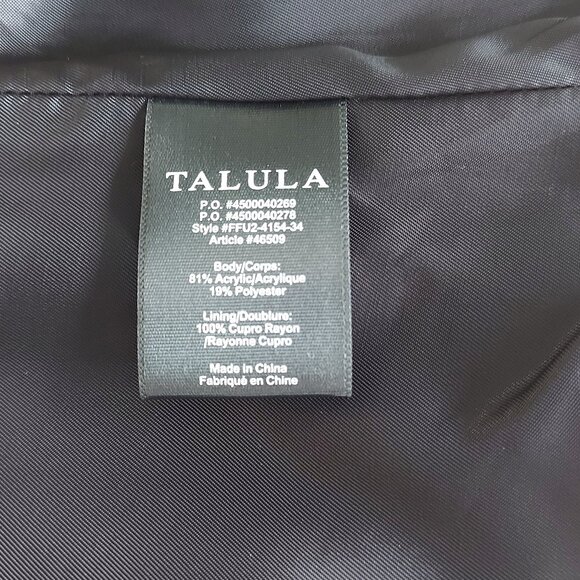 TALULA
P.O. #4500040269
P.O. #4500040278
Style #FFU2-4154-34
Article #46509
Body/Corps:
81% Acrylic/Acrylique
19% Polyester
Lining/Doublure:
100% Cupro Rayon
/Rayonne Cupro
Made in China
Fabriqué en Chine